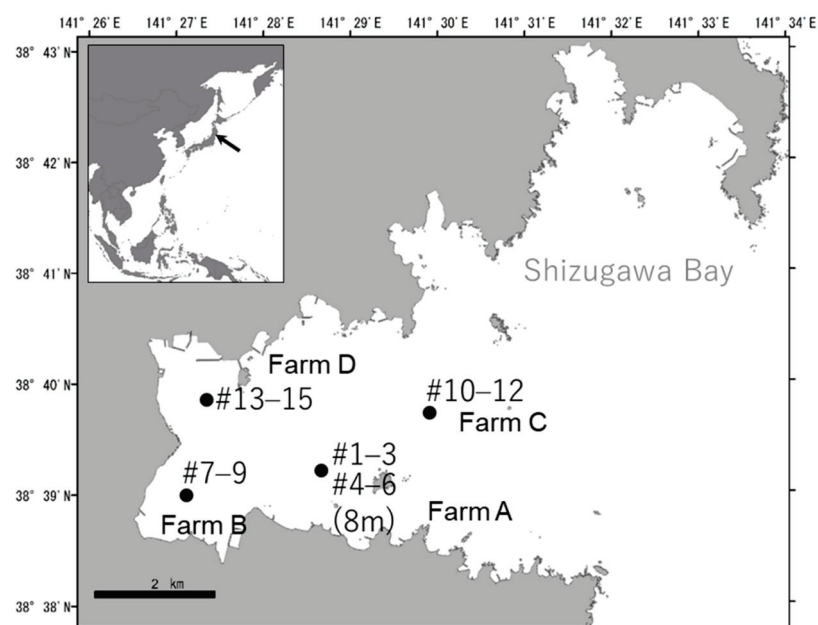 141° 26' E 141° 27' E 141° 28' E 141° 29' E 141° 30' E 141° 31' E 141° 32' E 141° 33' E 141° 34' E
38° 43' N
38° 42' N
38° 41' N
Shizugawa Bay
38° 40' N
Farm D
#13–15
#10–12
Farm C
#1–3
#4–6
(8m)
#7–9
38° 39' N
Farm A
Farm B
2 km
38° 38' N